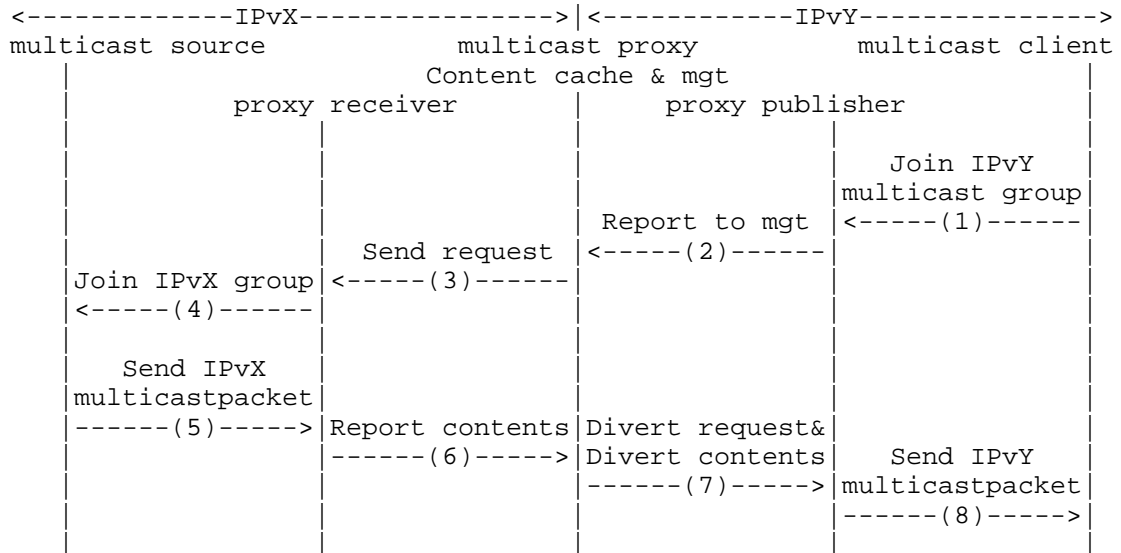 <-------------IPvX---------------->|<------------IPvY--------------->
multicast source multicast proxy multicast client
Content cache & mgt
proxy receiver proxy publisher
Join IPvY
multicast group
Report to mgt <-----(1)------
Send request <-----(2)------
Join IPvX group <-----(3)------
<-----(4)------
Send IPvX
multicastpacket
------(5)-----> Report contents Divert request&
------(6)-----> Divert contents Send IPvY
------(7)-----> multicastpacket
------(8)----->